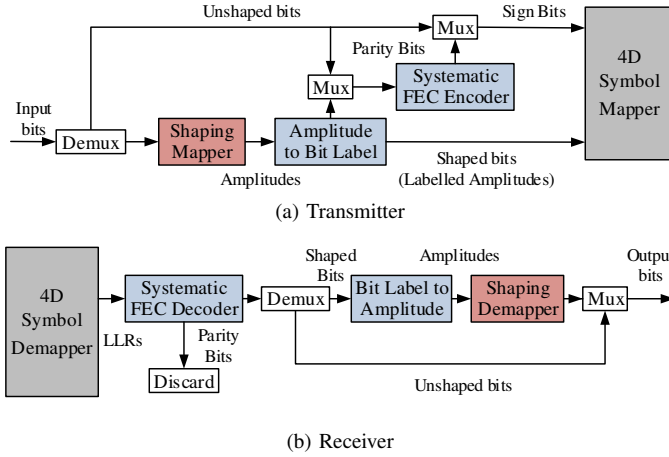 Unshaped bits
Mux
Sign Bits
Parity Bits
4D
Symbol
Mapper
Mux
Systematic
FEC Encoder
Input
bits
Demux
Shaping
Mapper
Amplitude
to Bit Label
Amplitudes
Shaped bits
(Labelled Amplitudes)
(a) Transmitter
4D
Symbol
Demapper
LLRs
Systematic
FEC Decoder
Parity
Bits
Discard
Demux
Shaped
Bits
Bit Label to
Amplitude
Amplitudes
Shaping
Demapper
Mux
Output
bits
Unshaped bits
(b) Receiver